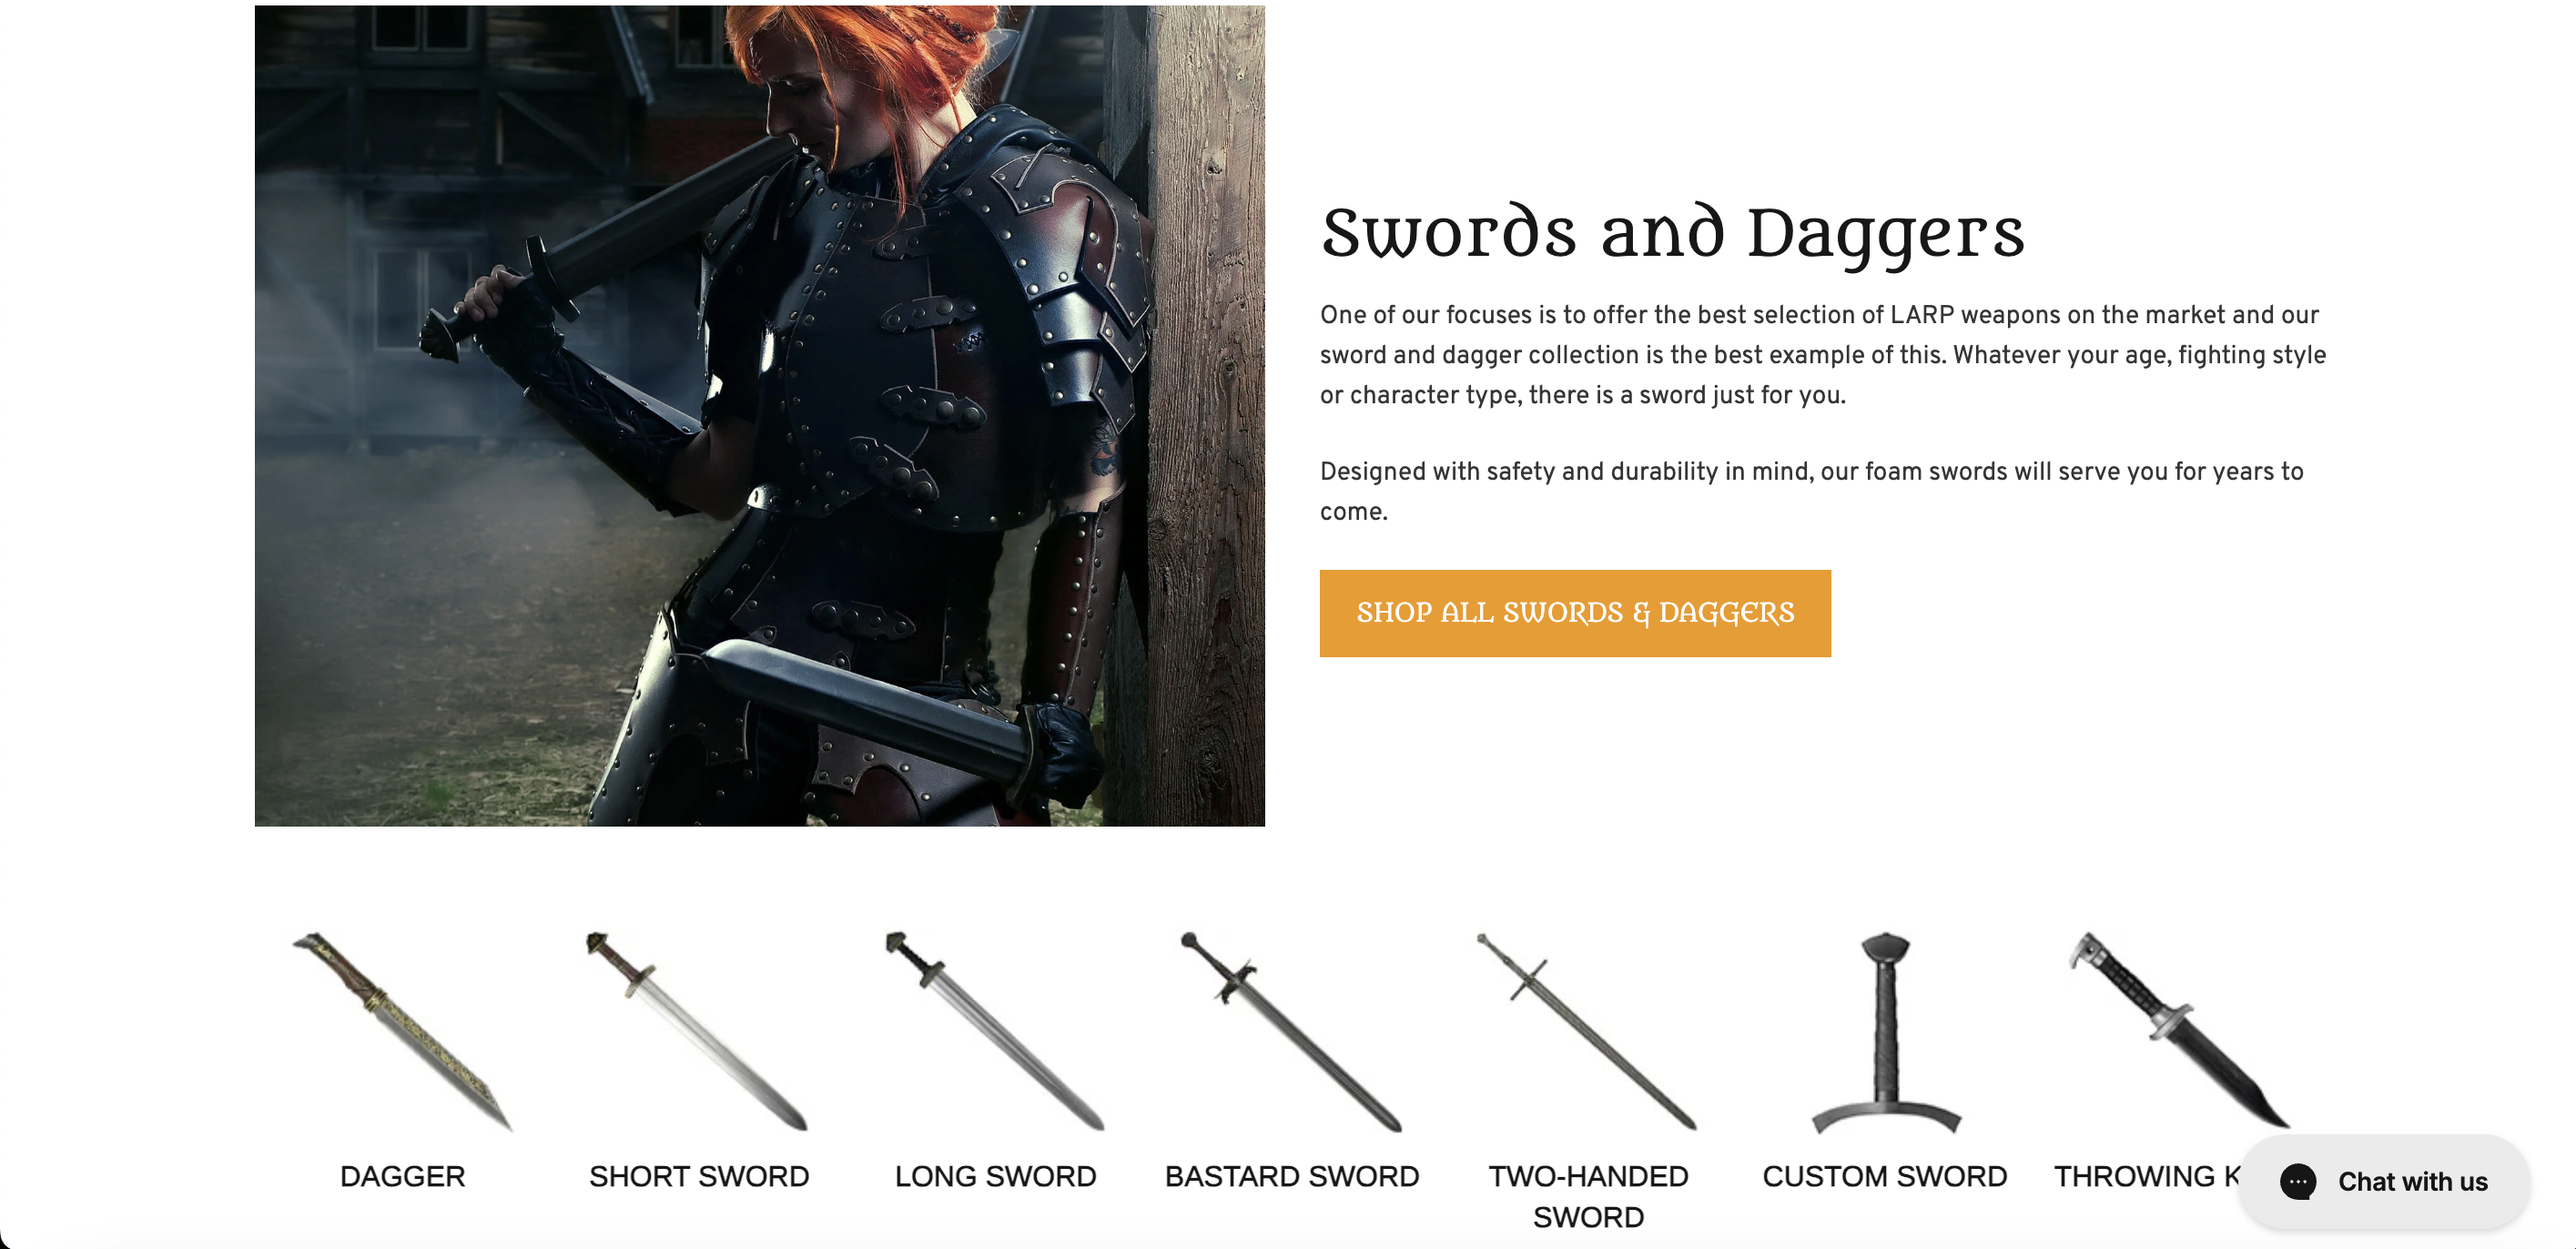 Swords and Daggers
One of our focuses is to offer the best selection of LARP weapons on the market and our
sword and dagger collection is the best example of this. Whatever your age, fighting style
or character type, there is a sword just for you.
Designed with safety and durability in mind, our foam swords will serve you for years to
come.
SHOP ALL SWORDS & DAGGERS
DAGGER
SHORT SWORD
LONG SWORD
BASTARD SWORD
TWO-HANDED
SWORD
CUSTOM SWORD
THROWING
Chat with us